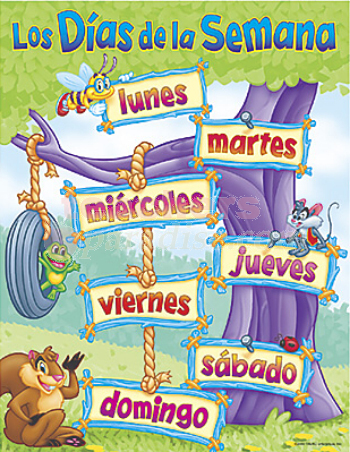 Los Días de la Semana
lunes
martes
miércoles
jueves
viernes
sábado
domingo